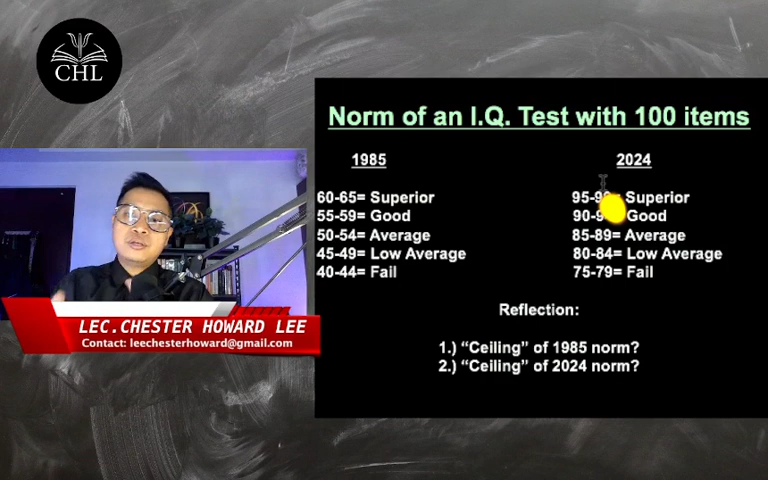 CHL
Norm of an I.Q. Test with 100 items
1985
2024
60-65= Superior
95-99= Superior
55-59= Good
Good
50-54= Average
85-89= Average
45-49= Low Average
80-84= Low Average
40-44= Fail
75-79= Fail
Reflection:
LEC.CHESTER HOWARD LEE
Contact: leechesterhoward@gmail.com
1.) “Ceiling” of 1985 norm?
2.) “Ceiling” of 2024 norm?